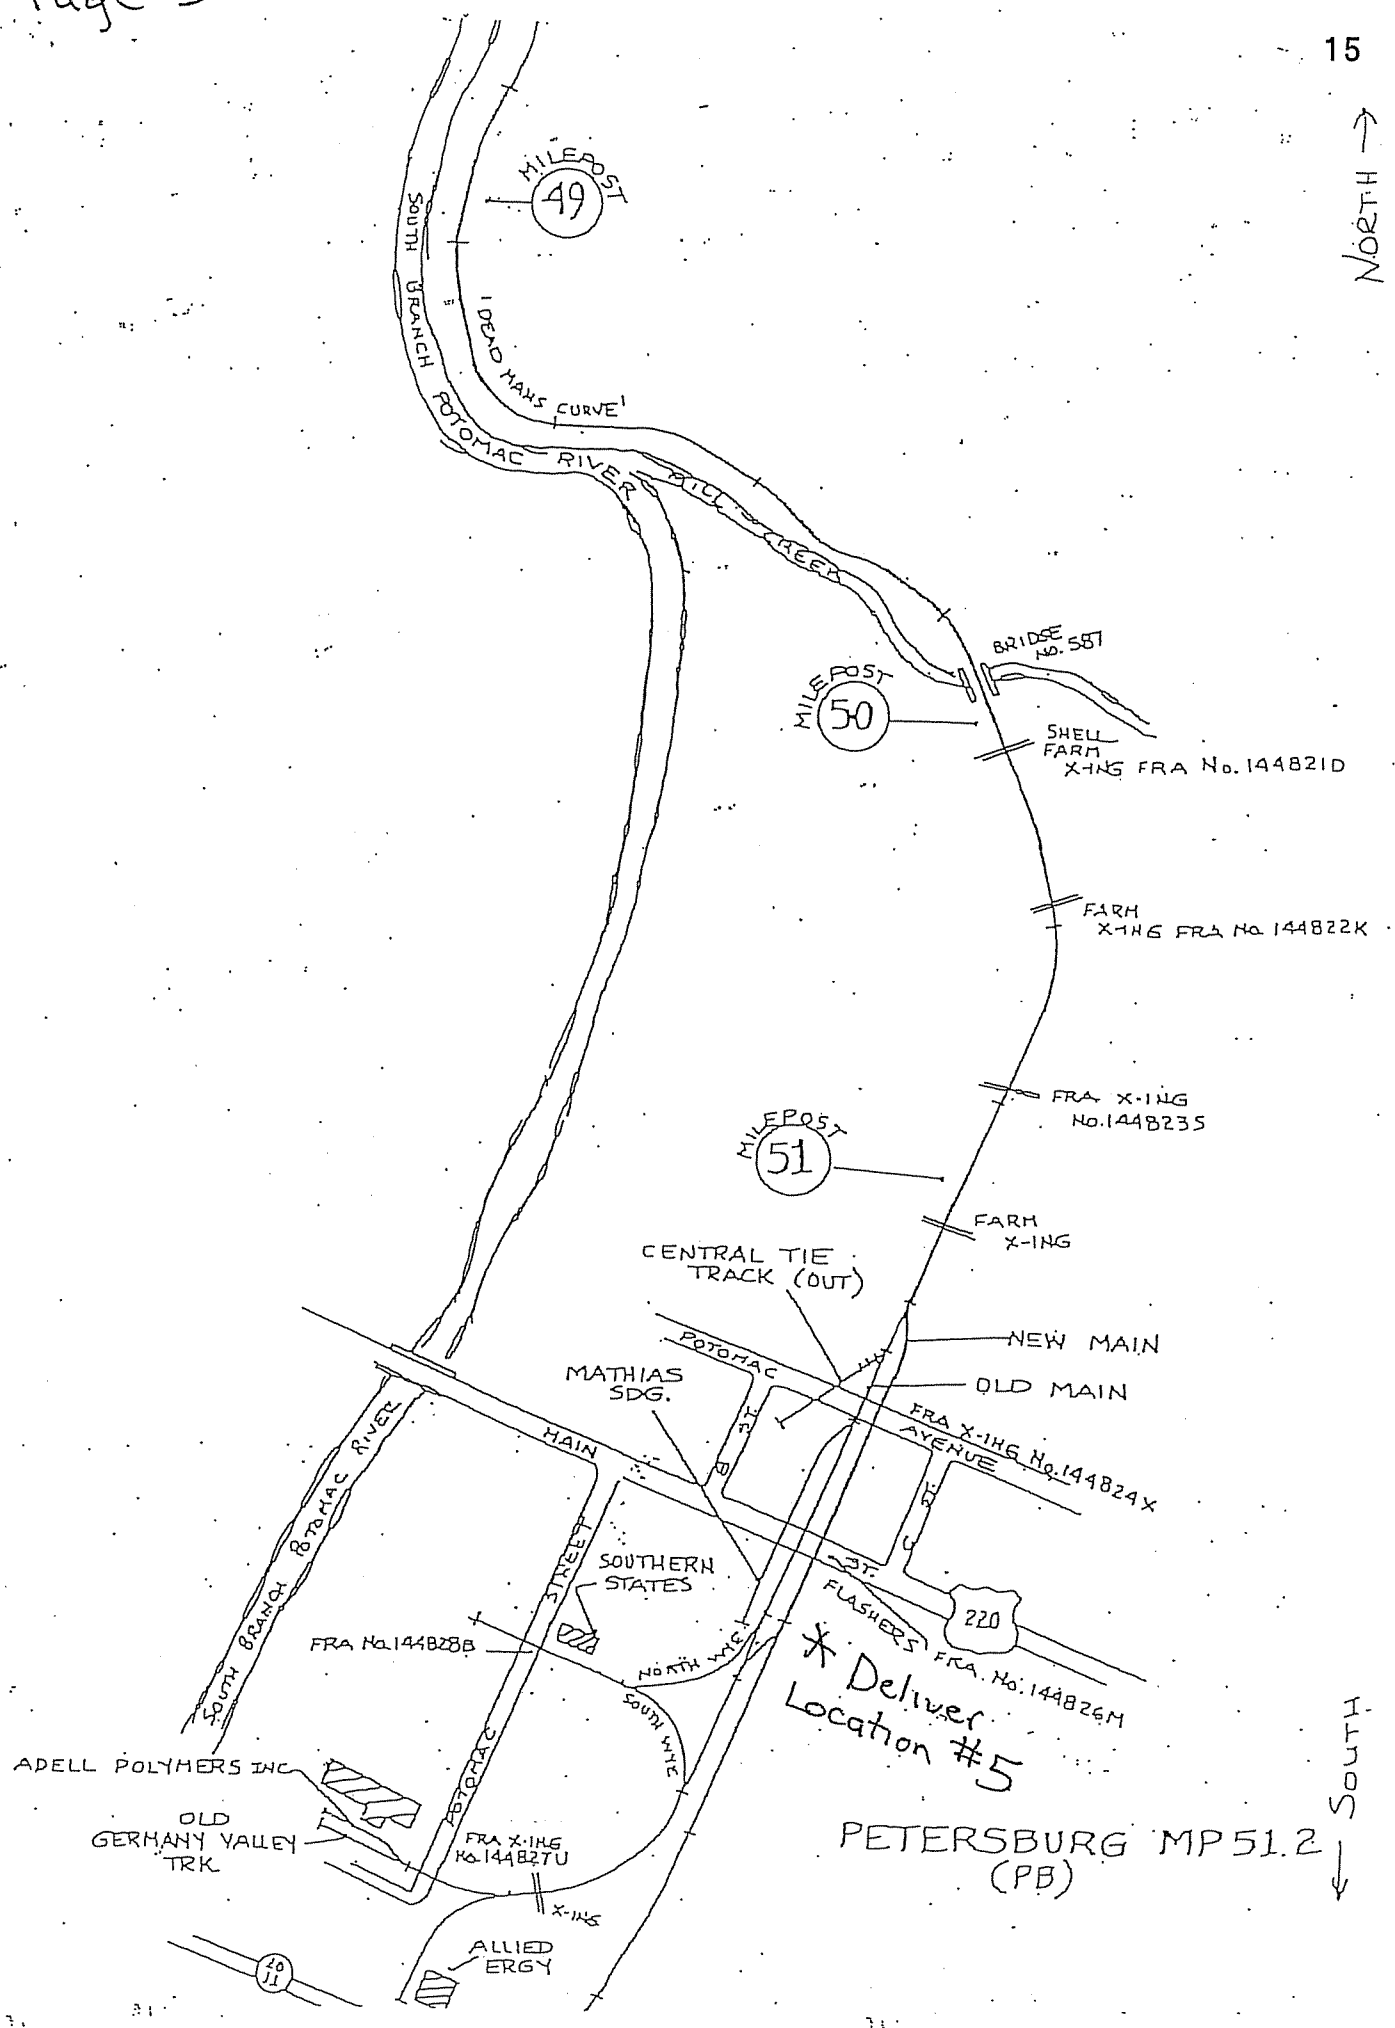 Page 5
15
NORTH →
MILEPOST
49
SOUTH BRANCH POTOMAC RIVER
'DEAD MANS CURVE'
MILL CREEK
BRIDGE
NO. 587
MILEPOST
50
SHELL
FARM
X-ING FRA No. 144821D
FARM
X-ING FRA No. 144822K
FRA X-ING
No. 144823S
MILEPOST
51
FARM
X-ING
CENTRAL TIE
TRACK (OUT)
NEW MAIN
OLD MAIN
POTOMAC AVENUE
FRA X-ING No. 144824X
MATHIAS
SDG.
B ST.
C ST.
MAIN ST.
220
FLASHERS FRA. No. 144826M
SOUTH BRANCH POTOMAC RIVER
POTOMAC STREET
SOUTHERN
STATES
FRA No. 144828B
NORTH WYE
SOUTH WYE
* Deliver
Location #5
ADELL POLYMERS INC
OLD
GERMANY VALLEY
TRK
FRA X-ING
No. 144827U
X-ING
PETERSBURG MP 51.2
(PB)
← SOUTH
ALLIED
ERGY